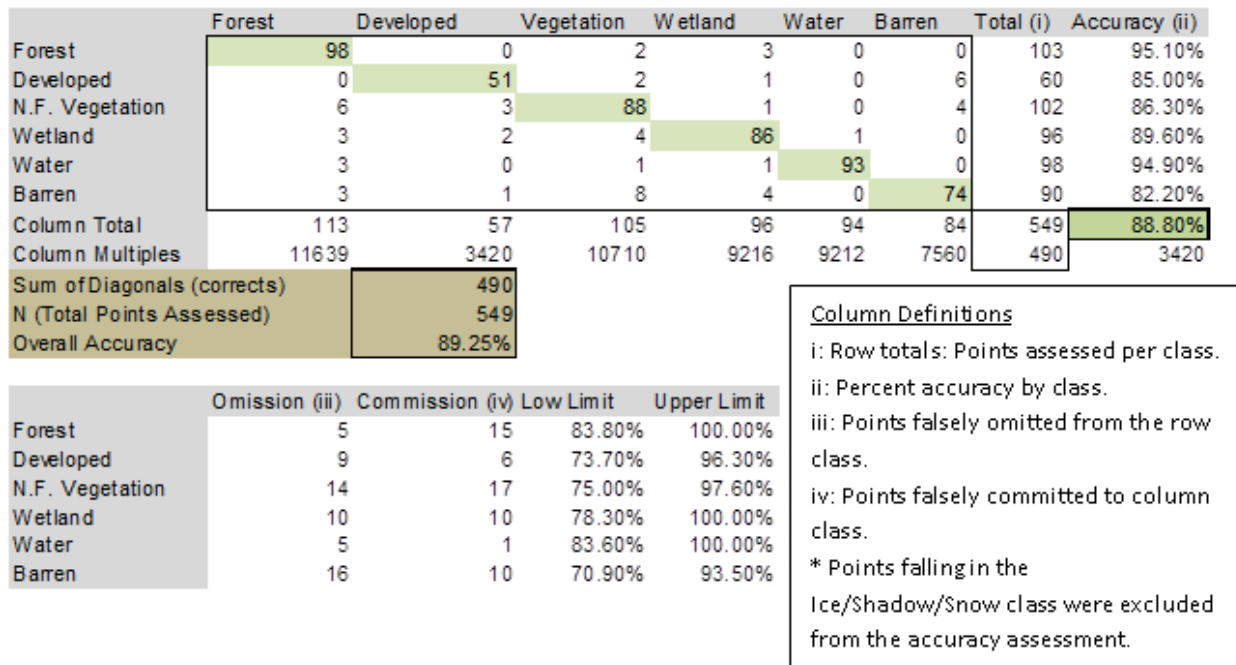 Forest Developed Vegetation Wetland Water Barren Total (i) Accuracy (ii)
Forest 98 0 2 3 0 0 103 95.10%
Developed 0 51 2 1 0 6 60 85.00%
N.F. Vegetation 6 3 88 1 0 4 102 86.30%
Wetland 3 2 4 86 1 0 96 89.60%
Water 3 0 1 1 93 0 98 94.90%
Barren 3 1 8 4 0 74 90 82.20%
Column Total 113 57 105 96 94 84 549 88.80%
Column Multiples 11639 3420 10710 9216 9212 7560 490 3420
Sum of Diagonals (corrects) 490
N (Total Points Assessed) 549
Overall Accuracy 89.25%
Omission (iii) Commission (iv) Low Limit Upper Limit
Forest 5 15 83.80% 100.00%
Developed 9 6 73.70% 96.30%
N.F. Vegetation 14 17 75.00% 97.60%
Wetland 10 10 78.30% 100.00%
Water 5 1 83.60% 100.00%
Barren 16 10 70.90% 93.50%
Column Definitions
i: Row totals: Points assessed per class.
ii: Percent accuracy by class.
iii: Points falsely omitted from the row
class.
iv: Points falsely committed to column
class.
* Points falling in the
Ice/Shadow/Snow class were excluded
from the accuracy assessment.